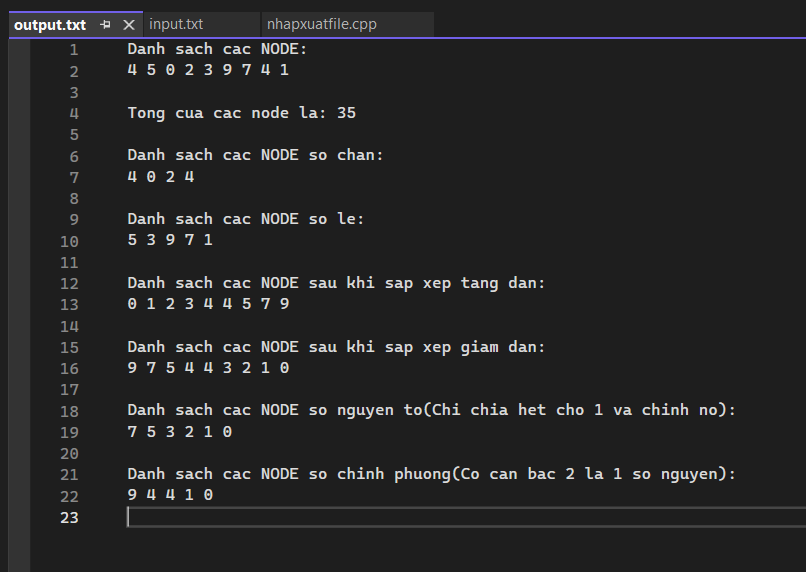 output.txt input.txt nhapxuatfile.cpp
1 Danh sach cac NODE:
2 4 5 0 2 3 9 7 4 1
3
4 Tong cua cac node la: 35
5
6 Danh sach cac NODE so chan:
7 4 0 2 4
8
9 Danh sach cac NODE so le:
10 5 3 9 7 1
11
12 Danh sach cac NODE sau khi sap xep tang dan:
13 0 1 2 3 4 4 5 7 9
14
15 Danh sach cac NODE sau khi sap xep giam dan:
16 9 7 5 4 4 3 2 1 0
17
18 Danh sach cac NODE so nguyen to(Chi chia het cho 1 va chinh no):
19 7 5 3 2 1 0
20
21 Danh sach cac NODE so chinh phuong(Co can bac 2 la 1 so nguyen):
22 9 4 4 1 0
23